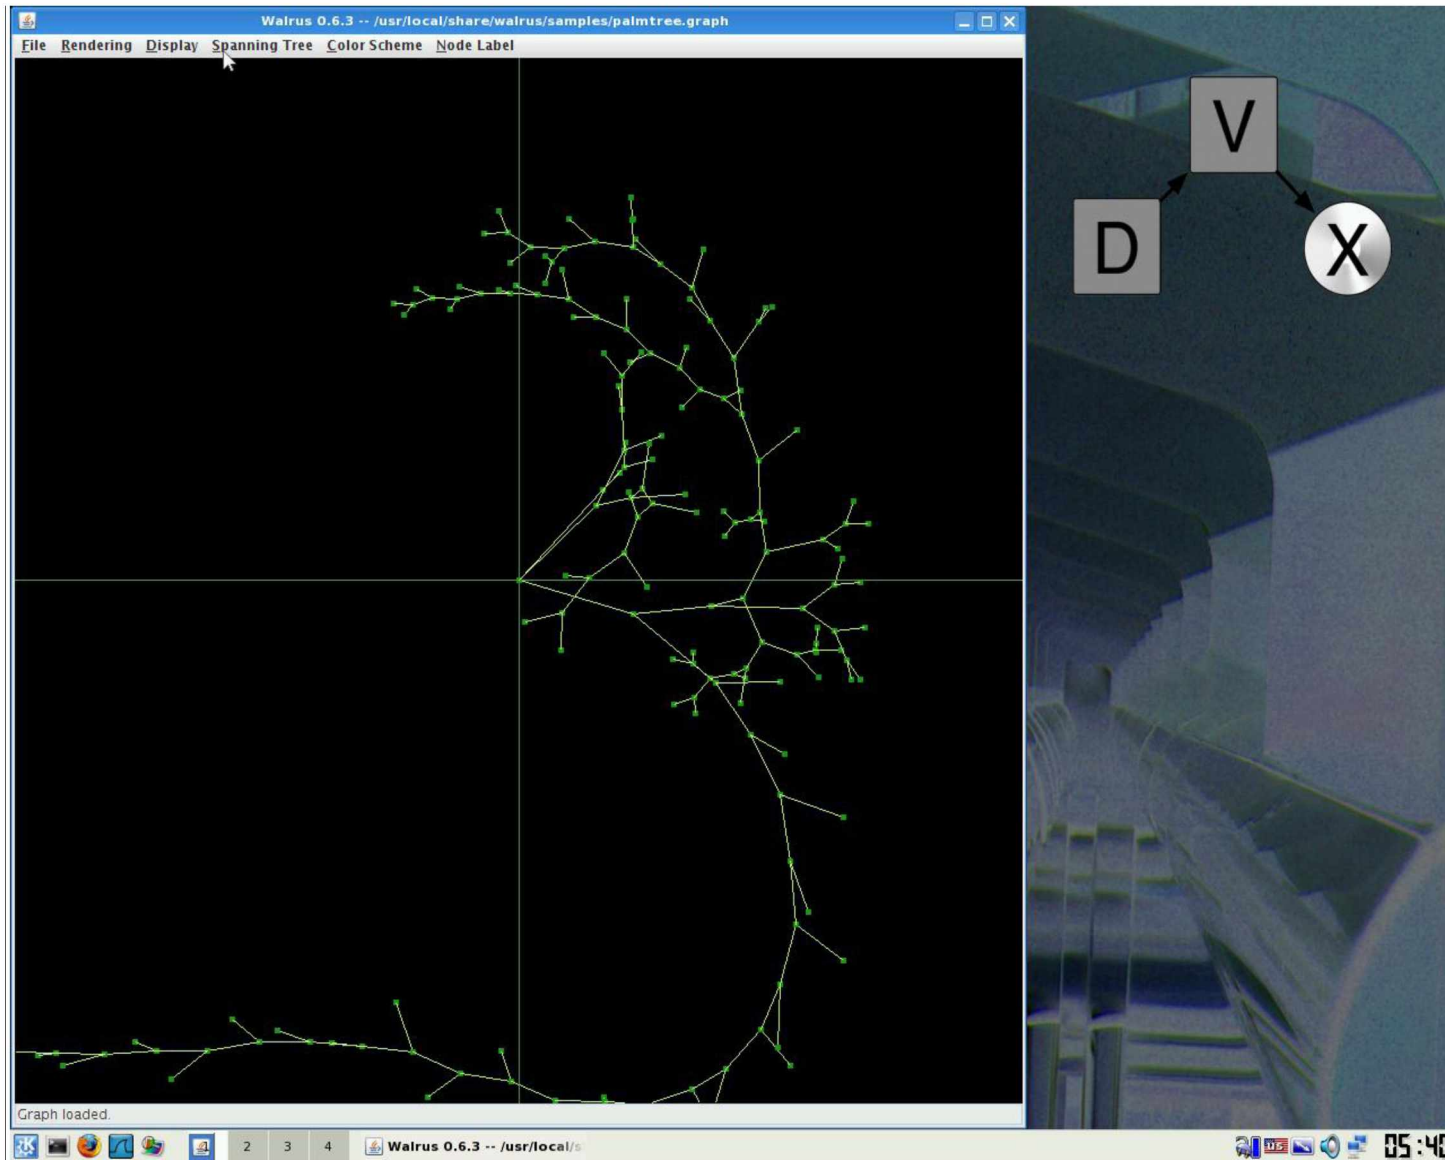 Walrus 0.6.3 -- /usr/local/share/walrus/samples/palmtree.graph
File Rendering Display Spanning Tree Color Scheme Node Label
V
D
X
Graph loaded.
2 3 4 Walrus 0.6.3 -- /usr/local/s
US